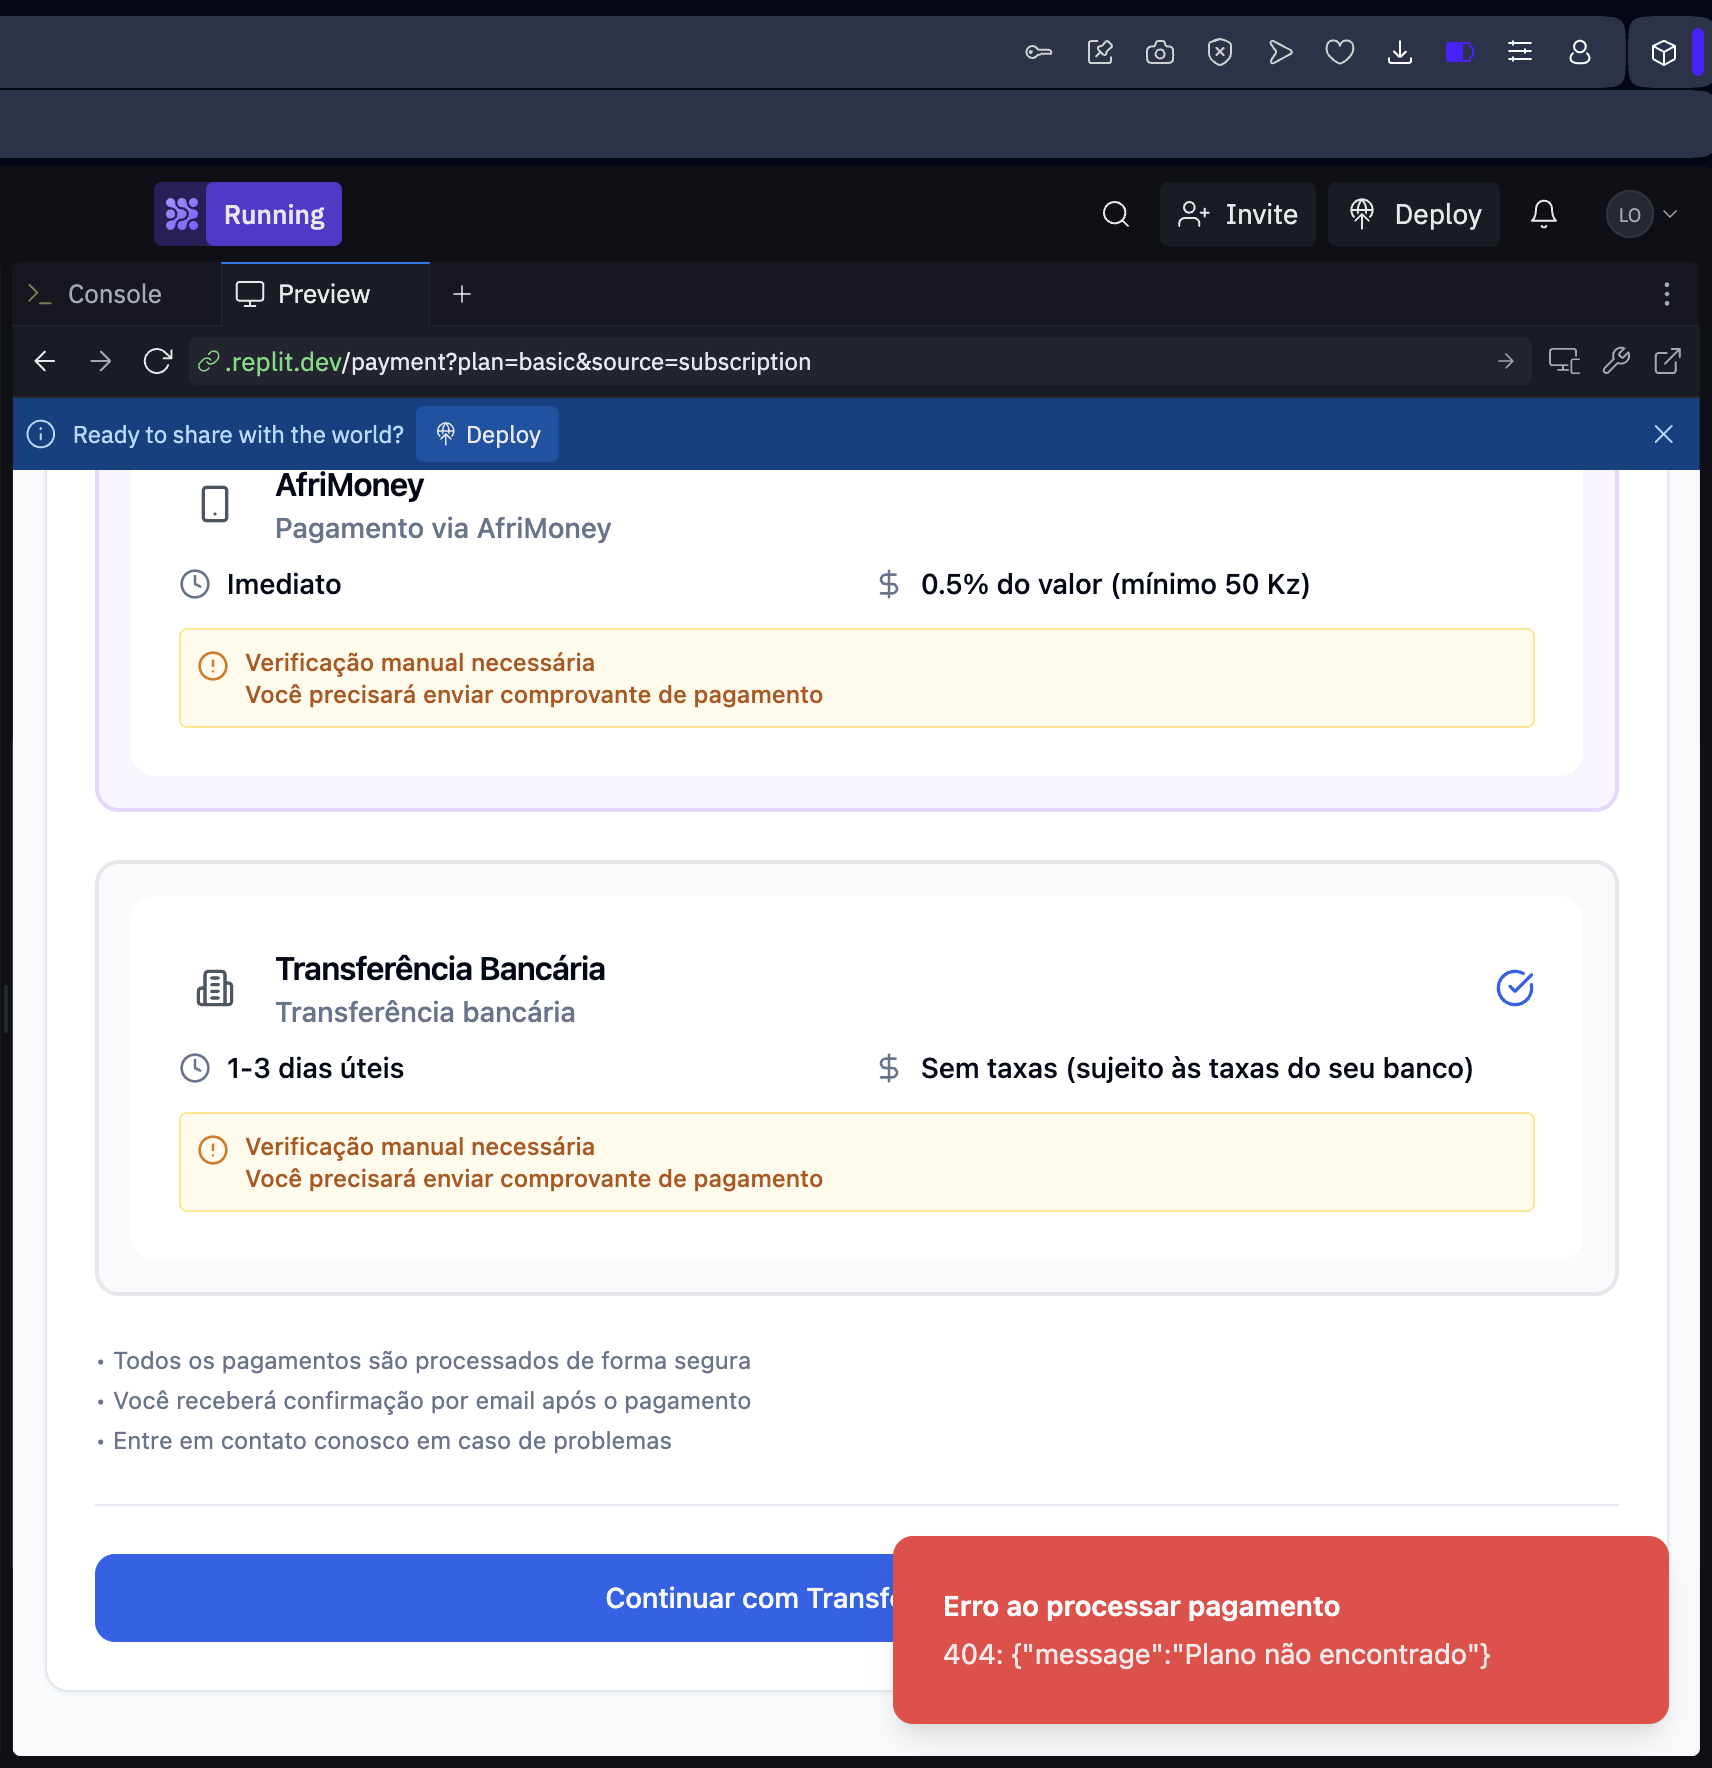 Running
Invite
Deploy
LO
Console
Preview
.replit.dev/payment?plan=basic&source=subscription
Ready to share with the world?
Deploy
AfriMoney
Pagamento via AfriMoney
Imediato
$ 0.5% do valor (mínimo 50 Kz)
Verificação manual necessária
Você precisará enviar comprovante de pagamento
Transferência Bancária
Transferência bancária
1-3 dias úteis
$ Sem taxas (sujeito às taxas do seu banco)
Verificação manual necessária
Você precisará enviar comprovante de pagamento
• Todos os pagamentos são processados de forma segura
• Você receberá confirmação por email após o pagamento
• Entre em contato conosco em caso de problemas
Continuar com Transfe
Erro ao processar pagamento
404: {"message":"Plano não encontrado"}